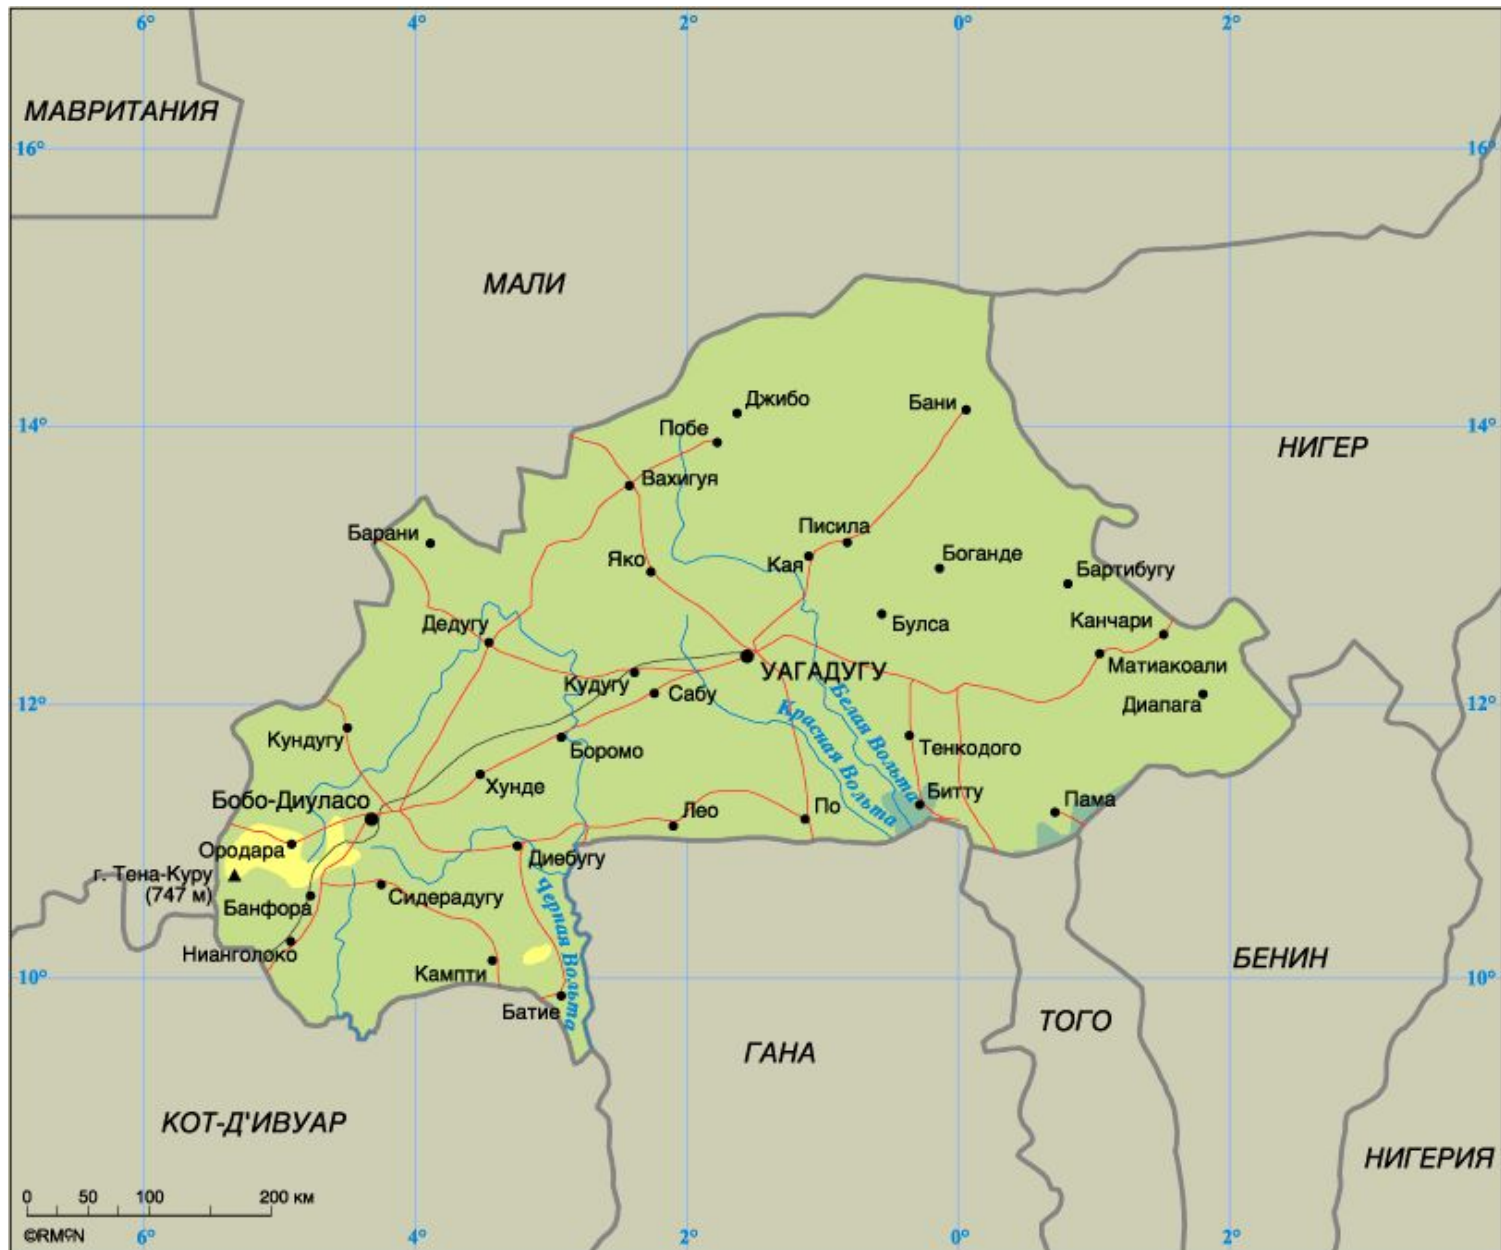 6° 4° 2° 0° 2°
МАВРИТАНИЯ
16° 16°
МАЛИ
Джибо
Бани
14° Побе 14°
НИГЕР
Вахигуя
Барани
Писила
Яко
Кая
Боганде
Бартибугу
Дедугу
Булса
Канчари
Матиакоали
УАГАДУГУ
Кудугу
Сабу
Диапага
12° 12°
Белая Вольта
Красная Вольта
Кундугу
Боромо
Тенкодого
Хунде
Бобо-Диуласо
Битту
Лео
По
Пама
Ородара
Диебугу
г. Тена-Куру
(747 м)
Банфора
Сидерадугу
Черная Вольта
Нианголоко
Кампти
БЕНИН
10° 10°
Батие
ТОГО
ГАНА
КОТ-Д'ИВУАР
НИГЕРИЯ
0 50 100 200 км
©RMCN
6° 4° 2° 0° 2°